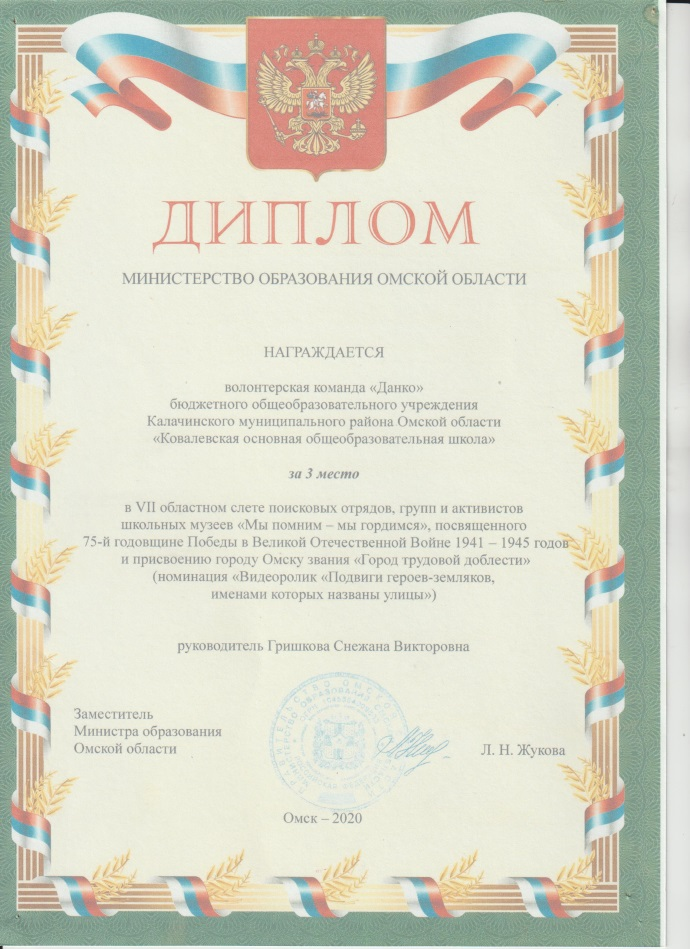 ДИПЛОМ
МИНИСТЕРСТВО ОБРАЗОВАНИЯ ОМСКОЙ ОБЛАСТИ
НАГРАЖДАЕТСЯ
волонтерская команда «Данко»
бюджетного общеобразовательного учреждения
Калачинского муниципального района Омской области
«Ковалевская основная общеобразовательная школа»
за 3 место
в VII областном слете поисковых отрядов, групп и активистов
школьных музеев «Мы помним – мы гордимся», посвященного
75-й годовщине Победы в Великой Отечественной Войне 1941 – 1945 годов
и присвоению городу Омску звания «Город трудовой доблести»
(номинация «Видеоролик «Подвиги героев-земляков,
именами которых названы улицы»)
руководитель Гришкова Снежана Викторовна
Заместитель
Министра образования
Омской области
Л. Н. Жукова
Омск – 2020